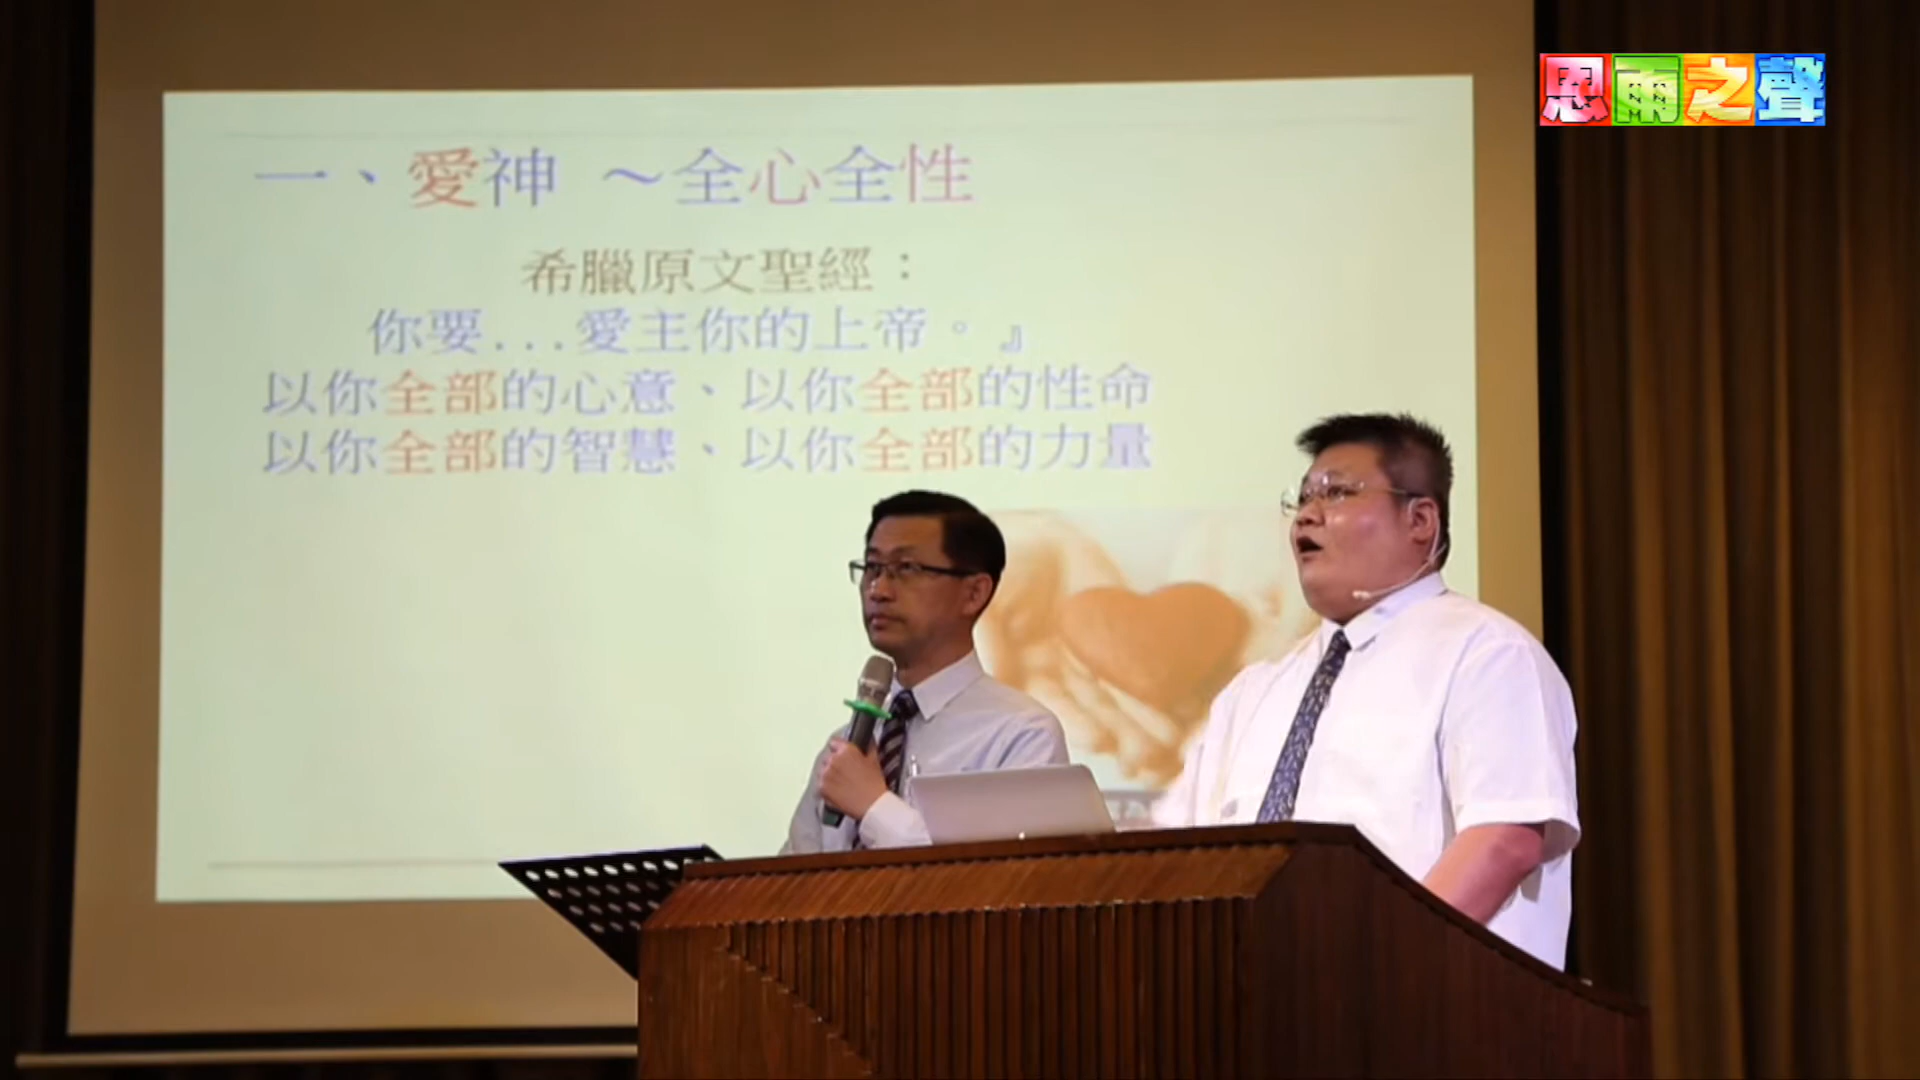 恩雨之聲
一、愛神 ～全心全性
希臘原文聖經：
你要...愛主你的上帝。』
以你全部的心意、以你全部的性命
以你全部的智慧、以你全部的力量